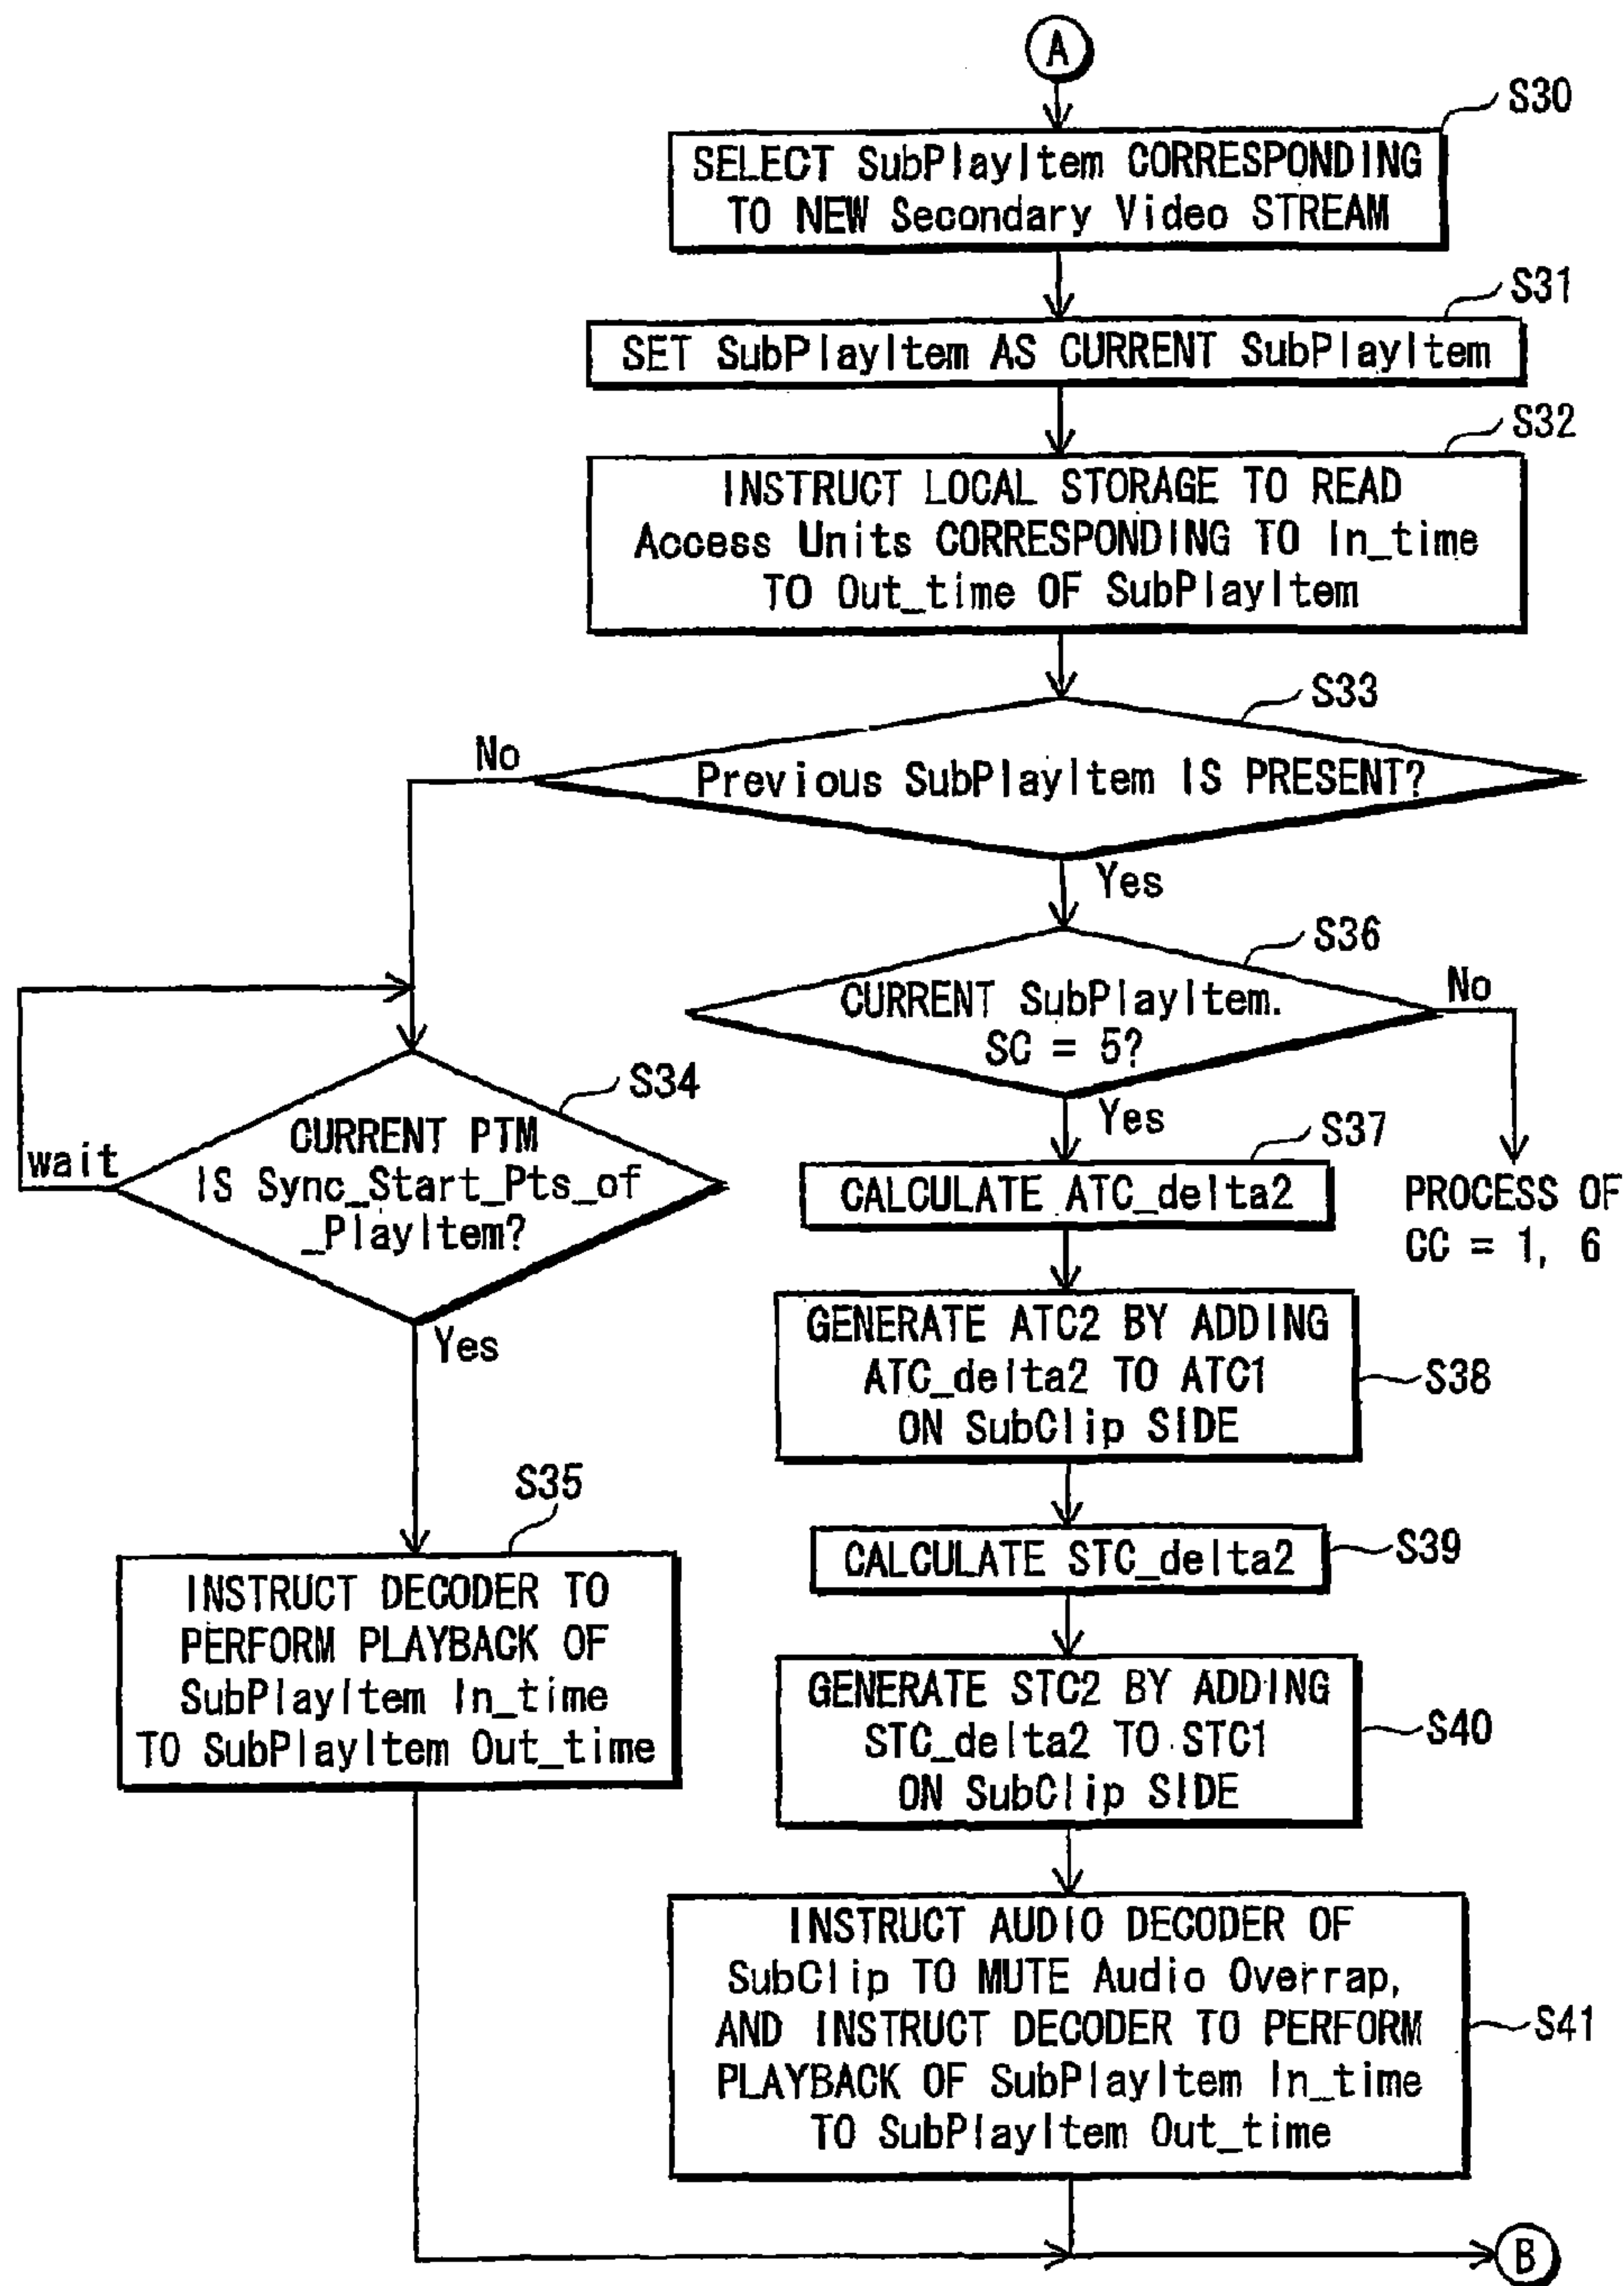 A
S30
SELECT SubPlayItem CORRESPONDING
TO NEW Secondary Video STREAM
S31
SET SubPlayItem AS CURRENT SubPlayItem
S32
INSTRUCT LOCAL STORAGE TO READ
Access Units CORRESPONDING TO In_time
TO Out_time OF SubPlayItem
S33
No
Previous SubPlayItem IS PRESENT?
Yes
S36
CURRENT SubPlayItem.
SC = 5?
No
Yes
PROCESS OF
CC = 1, 6
S34
CURRENT PTM
IS Sync_Start_Pts_of
_PlayItem?
wait
Yes
S35
INSTRUCT DECODER TO
PERFORM PLAYBACK OF
SubPlayItem In_time
TO SubPlayItem Out_time
S37
CALCULATE ATC_delta2
GENERATE ATC2 BY ADDING
ATC_delta2 TO ATC1
ON SubClip SIDE
S38
CALCULATE STC_delta2
S39
GENERATE STC2 BY ADDING
STC_delta2 TO STC1
ON SubClip SIDE
S40
INSTRUCT AUDIO DECODER OF
SubClip TO MUTE Audio Overrap,
AND INSTRUCT DECODER TO PERFORM
PLAYBACK OF SubPlayItem In_time
TO SubPlayItem Out_time
S41
B